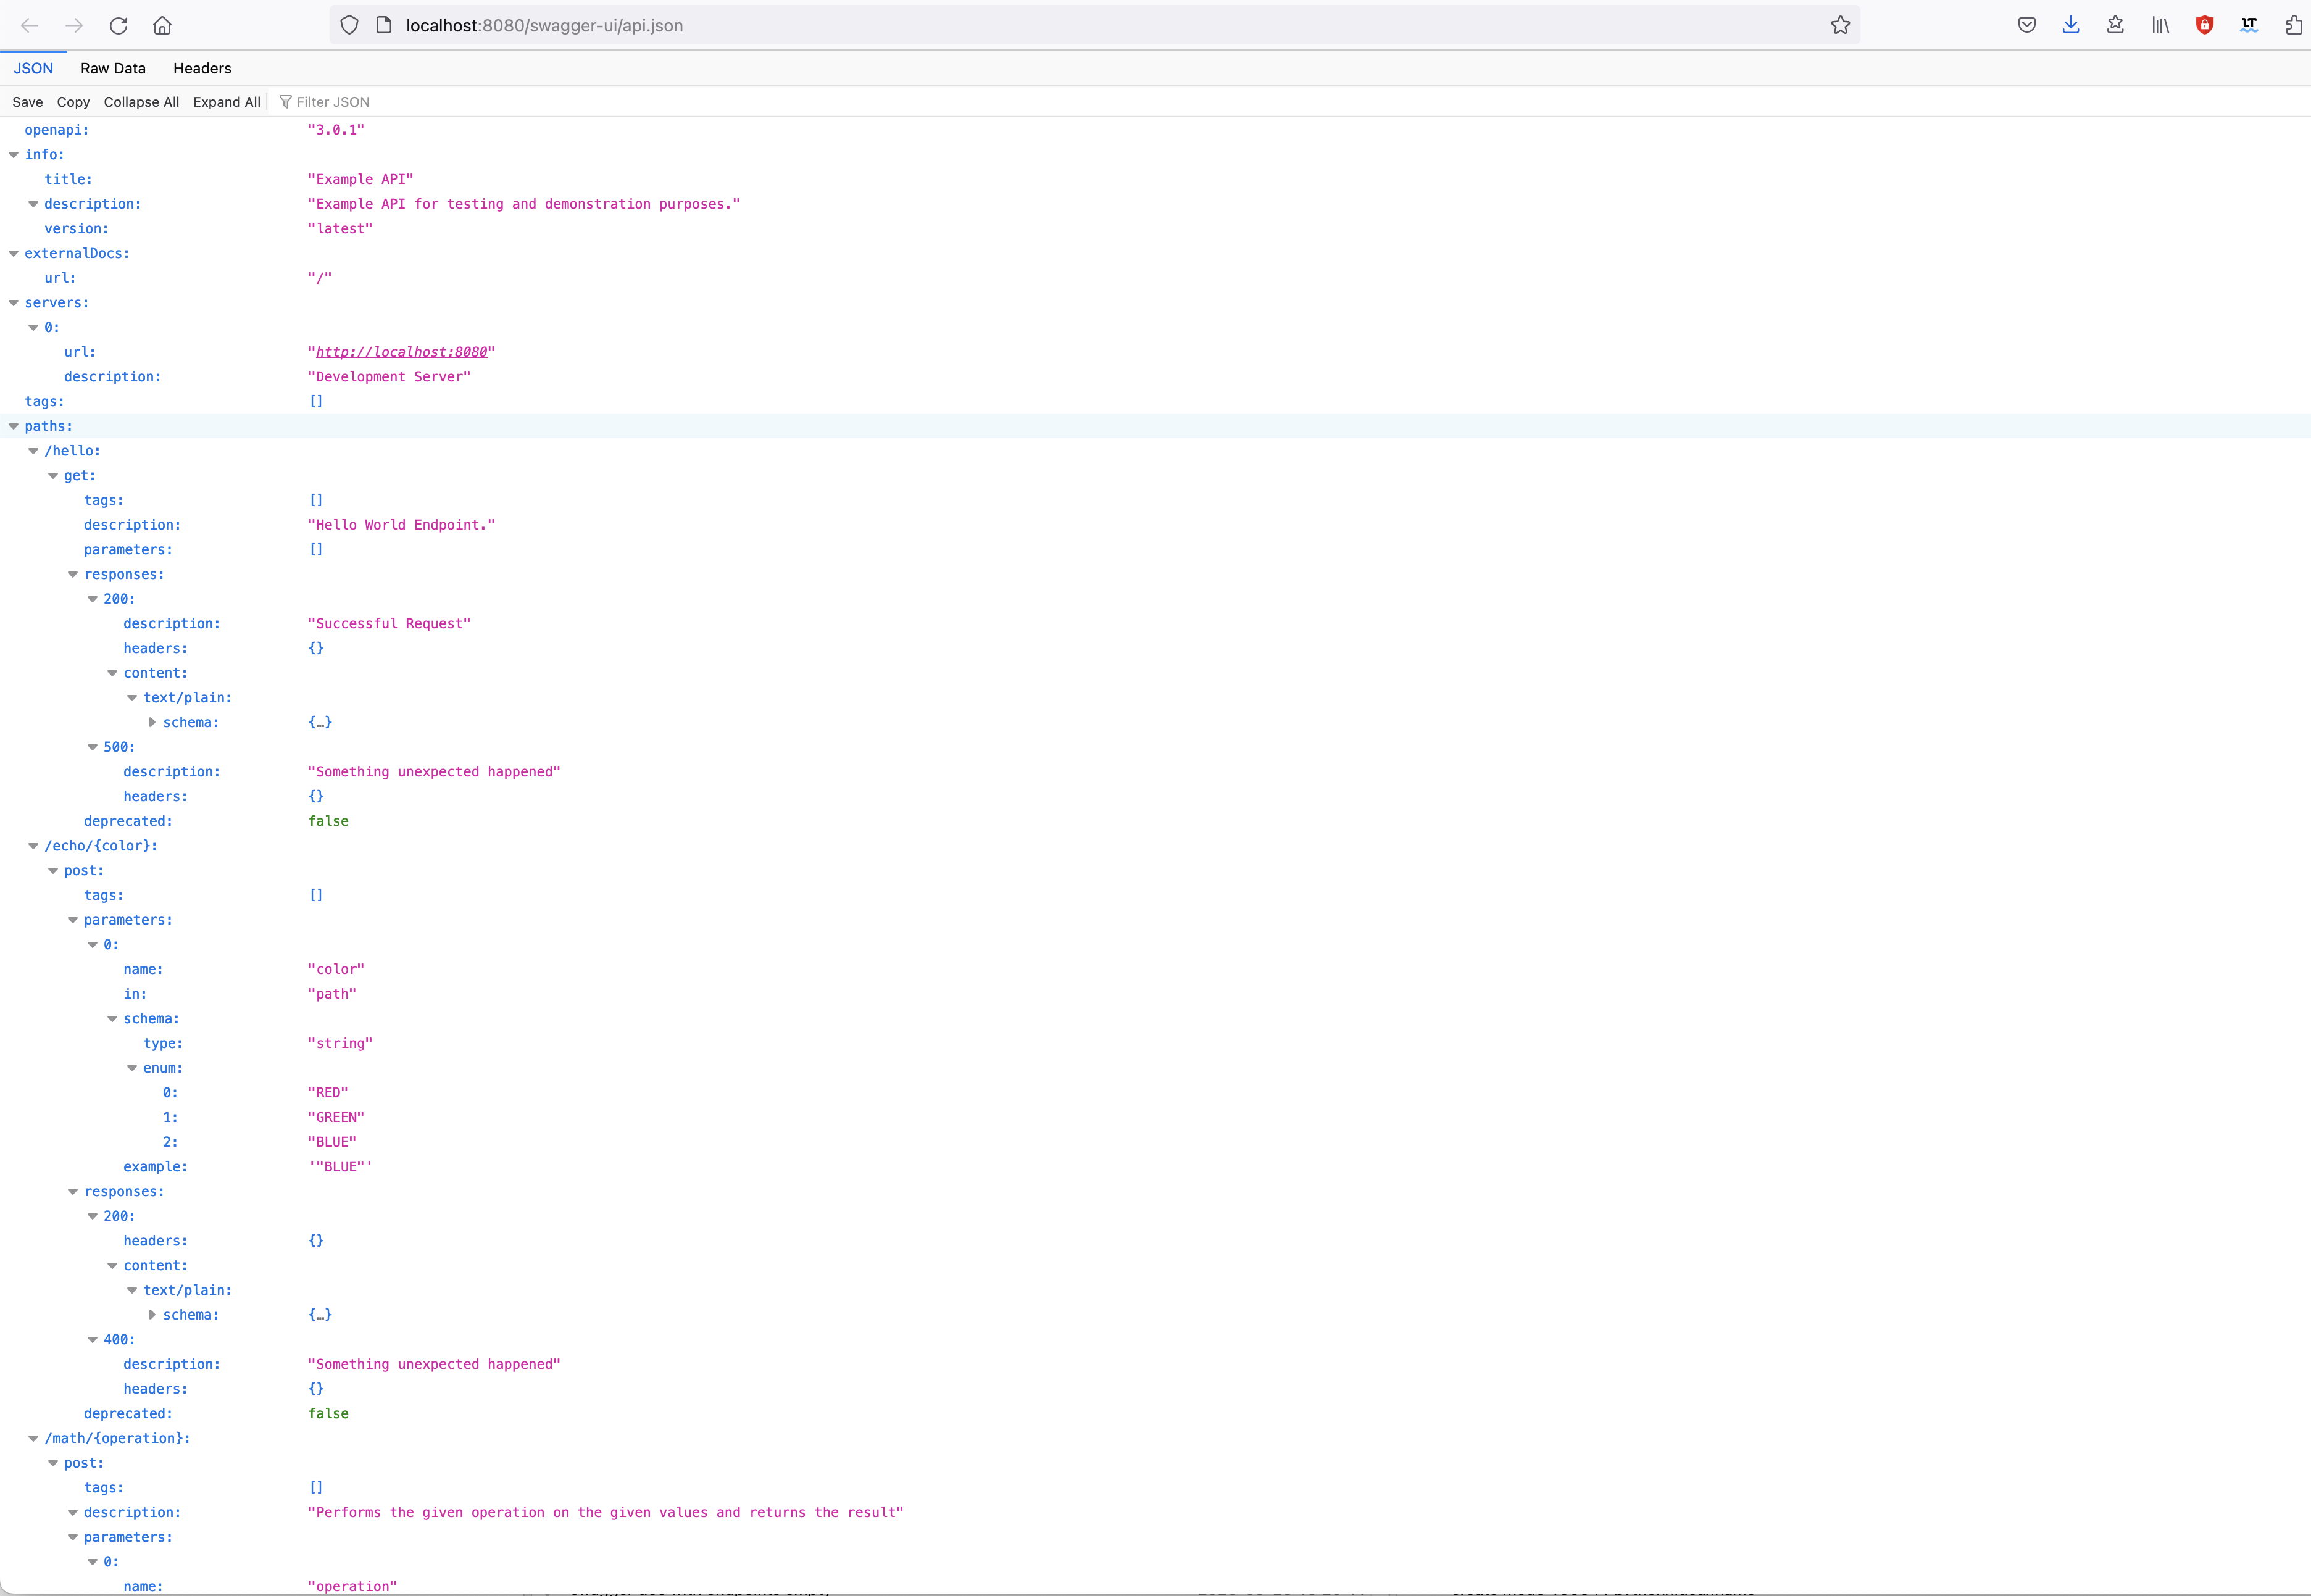 localhost:8080/swagger-ui/api.json
JSON Raw Data Headers
Save Copy Collapse All Expand All Filter JSON
openapi: "3.0.1"
info:
title: "Example API"
description: "Example API for testing and demonstration purposes."
version: "latest"
externalDocs:
url: "/"
servers:
0:
url: "http://localhost:8080"
description: "Development Server"
tags: []
paths:
/hello:
get:
tags: []
description: "Hello World Endpoint."
parameters: []
responses:
200:
description: "Successful Request"
headers: {}
content:
text/plain:
schema: {…}
500:
description: "Something unexpected happened"
headers: {}
deprecated: false
/echo/{color}:
post:
tags: []
parameters:
0:
name: "color"
in: "path"
schema:
type: "string"
enum:
0: "RED"
1: "GREEN"
2: "BLUE"
example: '"BLUE"'
responses:
200:
headers: {}
content:
text/plain:
schema: {…}
400:
description: "Something unexpected happened"
headers: {}
deprecated: false
/math/{operation}:
post:
tags: []
description: "Performs the given operation on the given values and returns the result"
parameters:
0:
name: "operation"